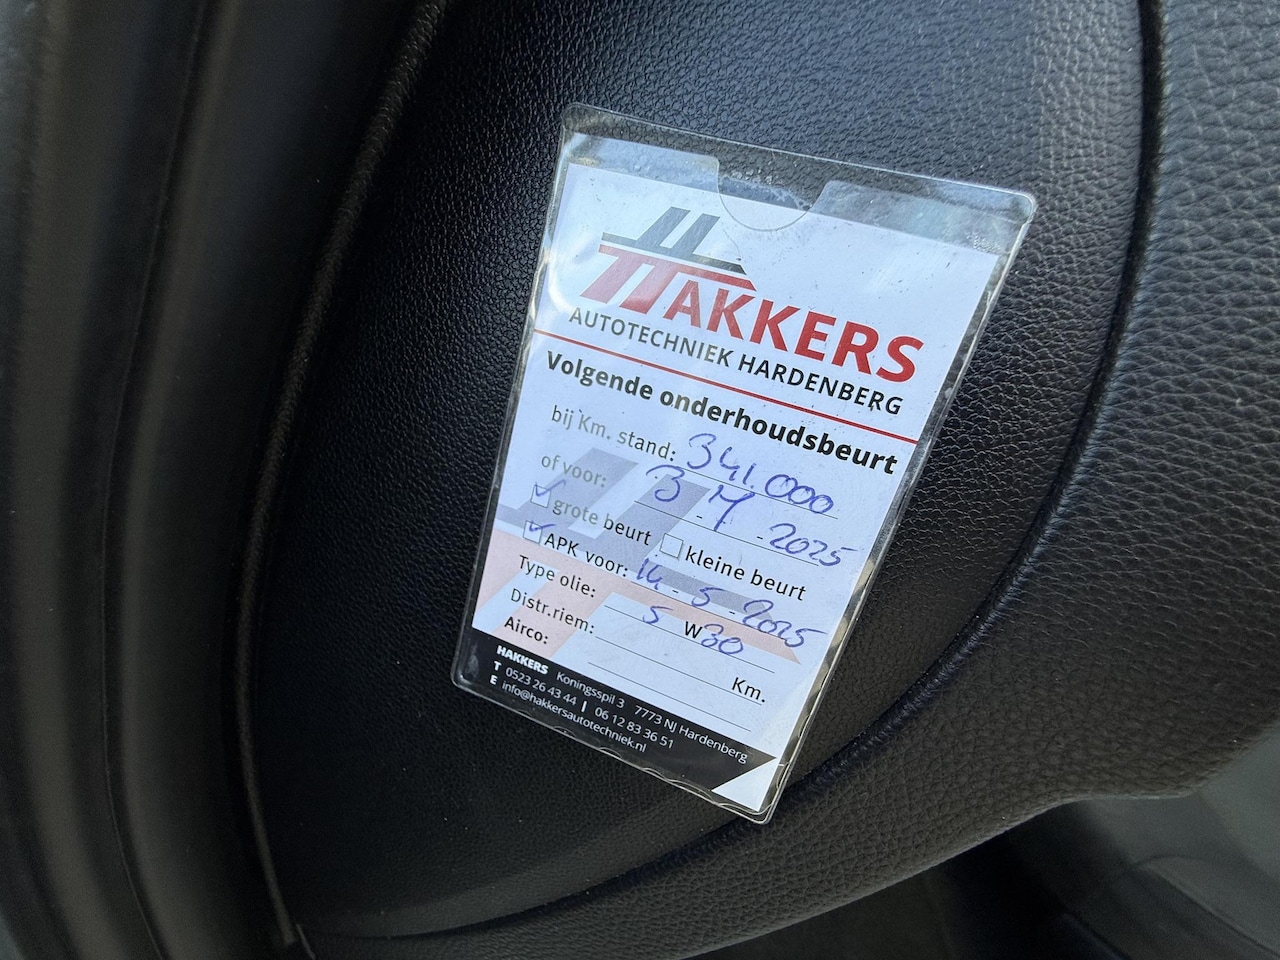 HAKKERS
AUTOTECHNIEK HARDENBERG
Volgende onderhoudsbeurt
bij Km. stand: 341.000
of voor: 3 - 4 - 2025
grote beurt kleine beurt
APK voor: 14 - 5 2025
Type olie: 5 W 30
Distr.riem: Km.
Airco:
HAKKERS Koningsspil 3 7773 NJ Hardenberg
T 0523 26 43 44 | 06 12 83 36 51
E info@hakkersautotechniek.nl